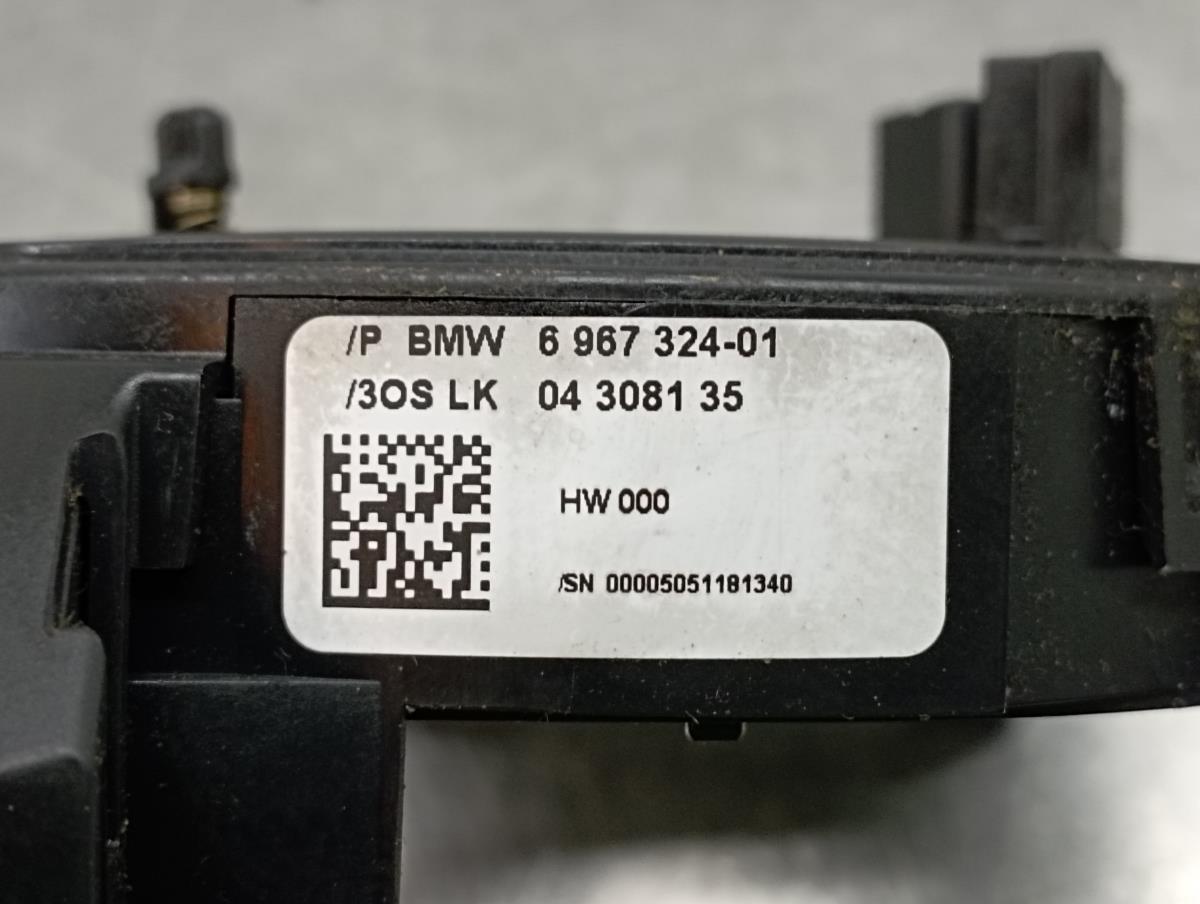 /P BMW 6 967 324-01
/3OS LK 04 3081 35
HW 000
/SN 00005051181340